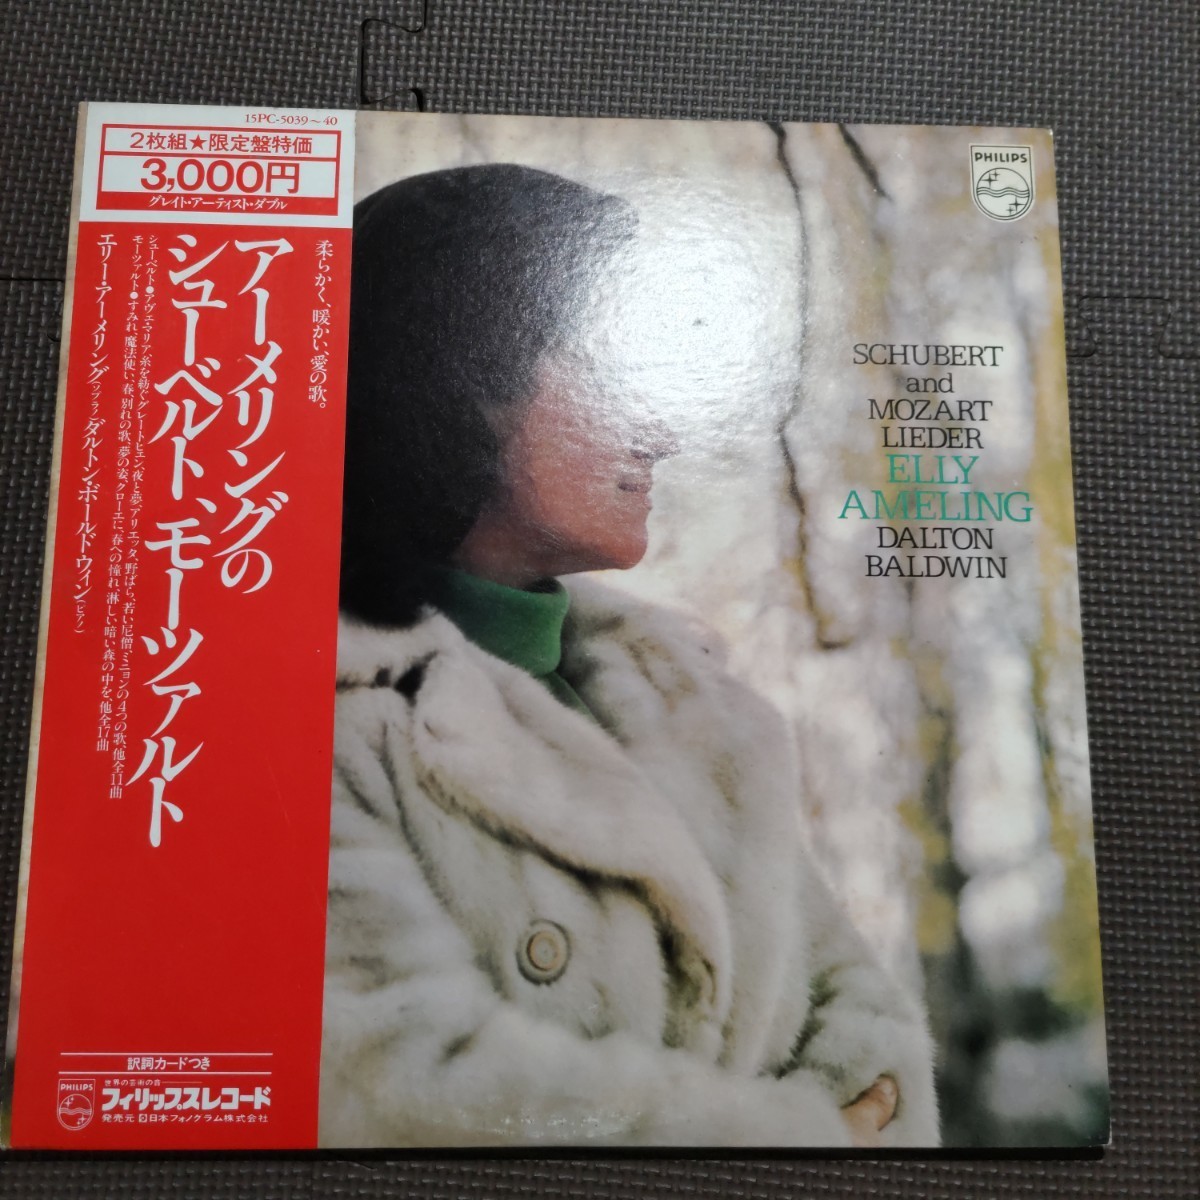 15PC-5039～40
2枚組★限定盤特価
3,000円
グレイト・アーティスト・ダブル
柔らかく、暖かい、愛の歌。
アーメリングの
シューベルト、モーツァルト
シューベルト●アヴェ・マリア、糸を紡ぐグレートヒェン、夜と夢、アリエッタ、野ばら、若い尼僧、ミニョンの4つの歌、他全11曲
モーツァルト●すみれ、魔法使い、春、別れの歌、夢の姿、クローエに、春への憧れ、淋しい暗い森の中を、他全17曲
エリー・アーメリング(ソプラノ)ダルトン・ボールドウィン(ピアノ)
訳詞カードつき
PHILIPS
世界の芸術の音
フィリップスレコード
発売元 日本フォノグラム株式会社
PHILIPS
SCHUBERT
and
MOZART
LIEDER
ELLY
AMELING
DALTON
BALDWIN